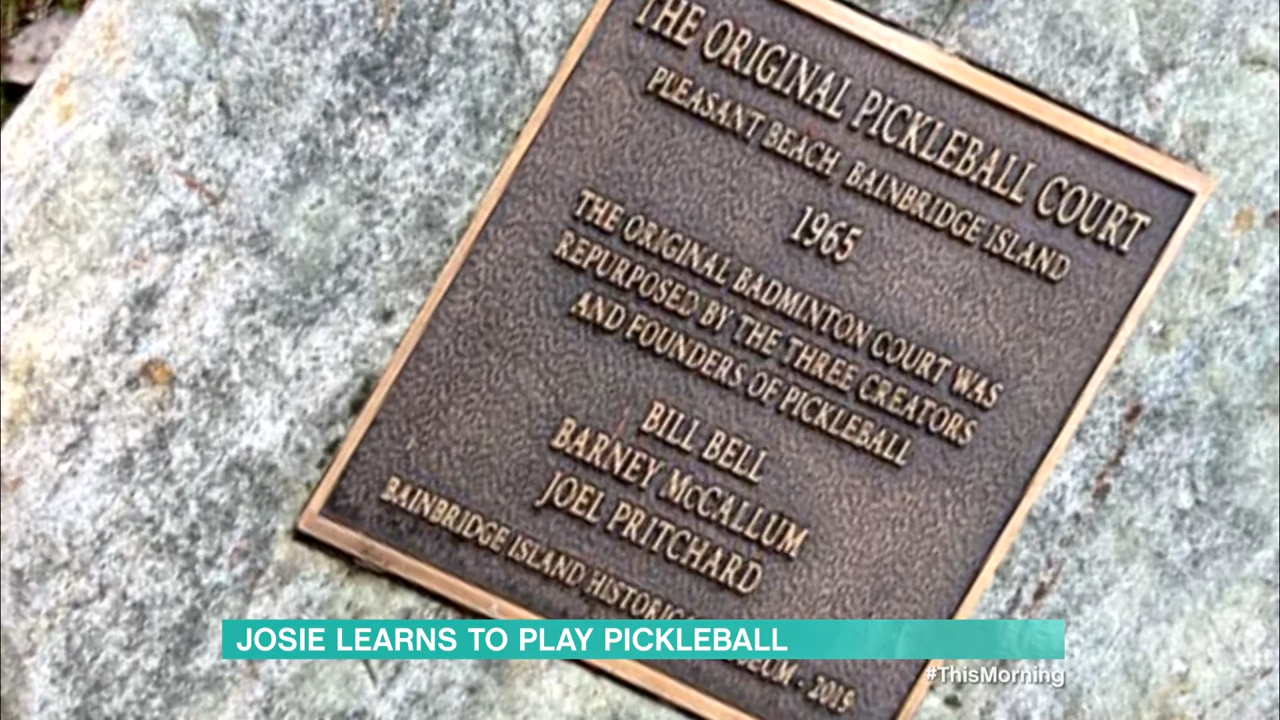 THE ORIGINAL PICKLEBALL COURT
PLEASANT BEACH, BAINBRIDGE ISLAND
1965
THE ORIGINAL BADMINTON COURT WAS
REPURPOSED BY THE THREE CREATORS
AND FOUNDERS OF PICKLEBALL
BILL BELL
BARNEY McCALLUM
JOEL PRITCHARD
BAINBRIDGE ISLAND - 2019
JOSIE LEARNS TO PLAY PICKLEBALL
#ThisMorning